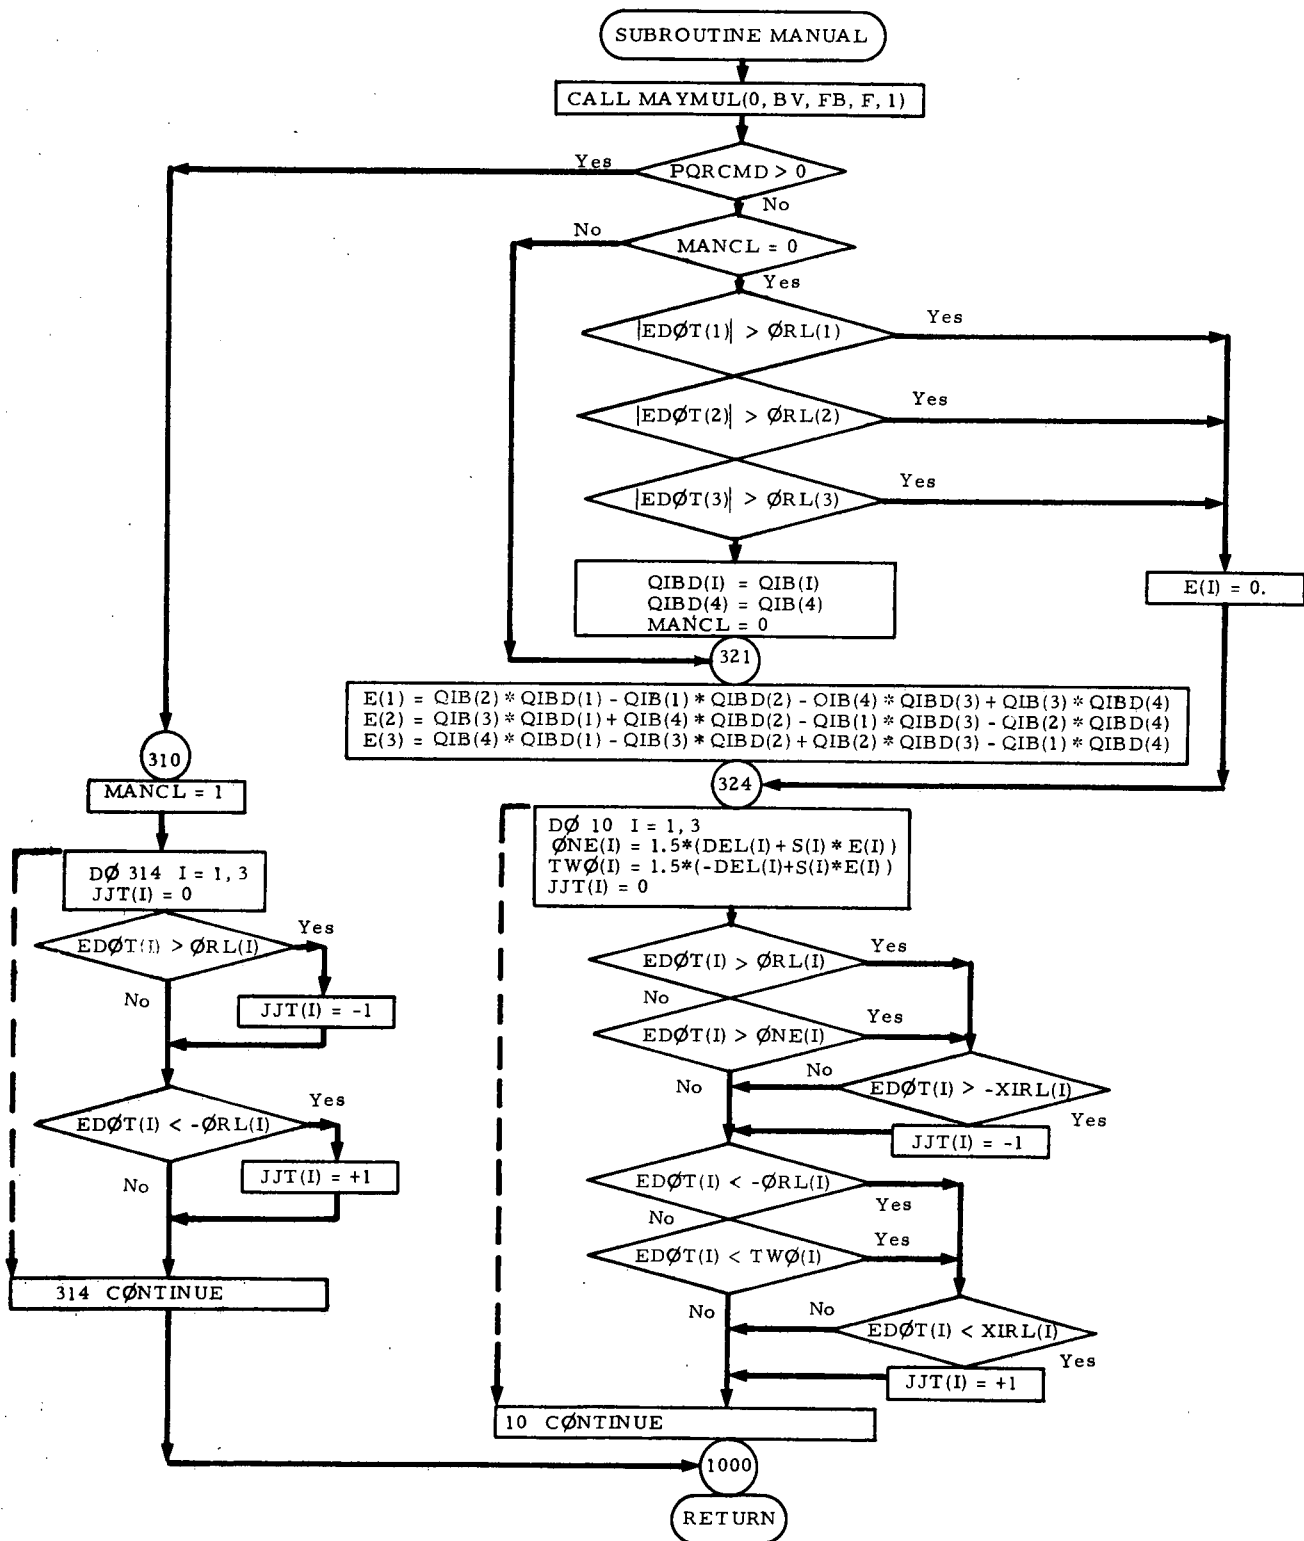 SUBROUTINE MANUAL
CALL MAYMUL(0, BV, FB, F, 1)
Yes
PQRCMD > 0
No
No
MANCL = 0
Yes
|EDØT(1)| > ØRL(1)
Yes
|EDØT(2)| > ØRL(2)
Yes
|EDØT(3)| > ØRL(3)
Yes
QIBD(I) = QIB(I)
QIBD(4) = QIB(4)
MANCL = 0
E(I) = 0.
321
E(1) = QIB(2) * QIBD(1) - QIB(1) * QIBD(2) - QIB(4) * QIBD(3) + QIB(3) * QIBD(4)
E(2) = QIB(3) * QIBD(1) + QIB(4) * QIBD(2) - QIB(1) * QIBD(3) - QIB(2) * QIBD(4)
E(3) = QIB(4) * QIBD(1) - QIB(3) * QIBD(2) + QIB(2) * QIBD(3) - QIB(1) * QIBD(4)
310
MANCL = 1
DØ 314 I = 1, 3
JJT(I) = 0
EDØT(I) > ØRL(I)
Yes
No
JJT(I) = -1
EDØT(I) < -ØRL(I)
Yes
No
JJT(I) = +1
314 CØNTINUE
324
DØ 10 I = 1, 3
ØNE(I) = 1.5*(DEL(I) + S(I) * E(I))
TWØ(I) = 1.5*(-DEL(I)+S(I)*E(I))
JJT(I) = 0
EDØT(I) > ØRL(I)
Yes
No
EDØT(I) > ØNE(I)
Yes
No
No
EDØT(I) > -XIRL(I)
Yes
JJT(I) = -1
EDØT(I) < -ØRL(I)
Yes
No
EDØT(I) < TWØ(I)
Yes
No
No
EDØT(I) < XIRL(I)
Yes
JJT(I) = +1
10 CØNTINUE
1000
RETURN